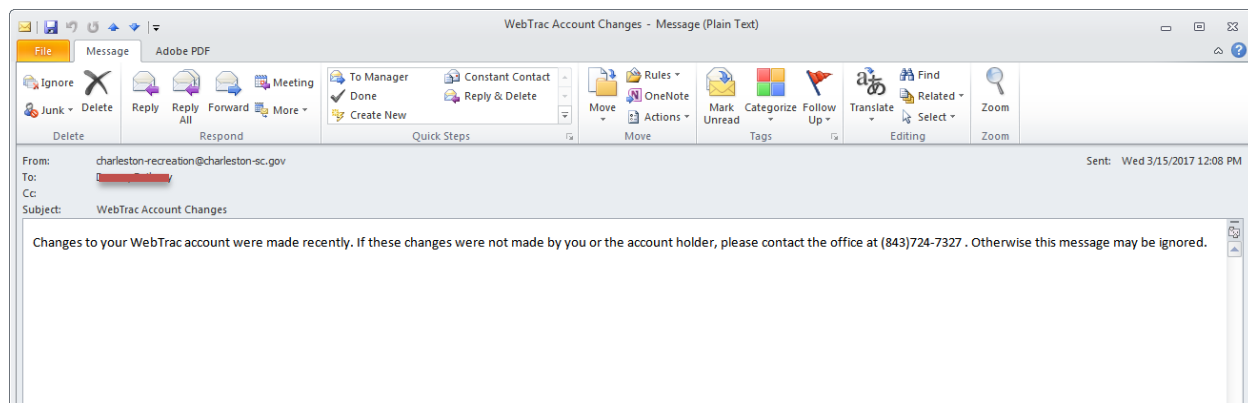 WebTrac Account Changes - Message (Plain Text)
File Message Adobe PDF
Ignore
Junk
Delete
Delete
Reply
Reply All
Forward
Meeting
More
Respond
To Manager
Done
Create New
Constant Contact
Reply & Delete
Quick Steps
Move
Rules
OneNote
Actions
Move
Mark Unread
Categorize
Follow Up
Tags
Translate
Find
Related
Select
Editing
Zoom
Zoom
From: charleston-recreation@charleston-sc.gov
Sent: Wed 3/15/2017 12:08 PM
To:
Cc:
Subject: WebTrac Account Changes
Changes to your WebTrac account were made recently. If these changes were not made by you or the account holder, please contact the office at (843)724-7327 . Otherwise this message may be ignored.